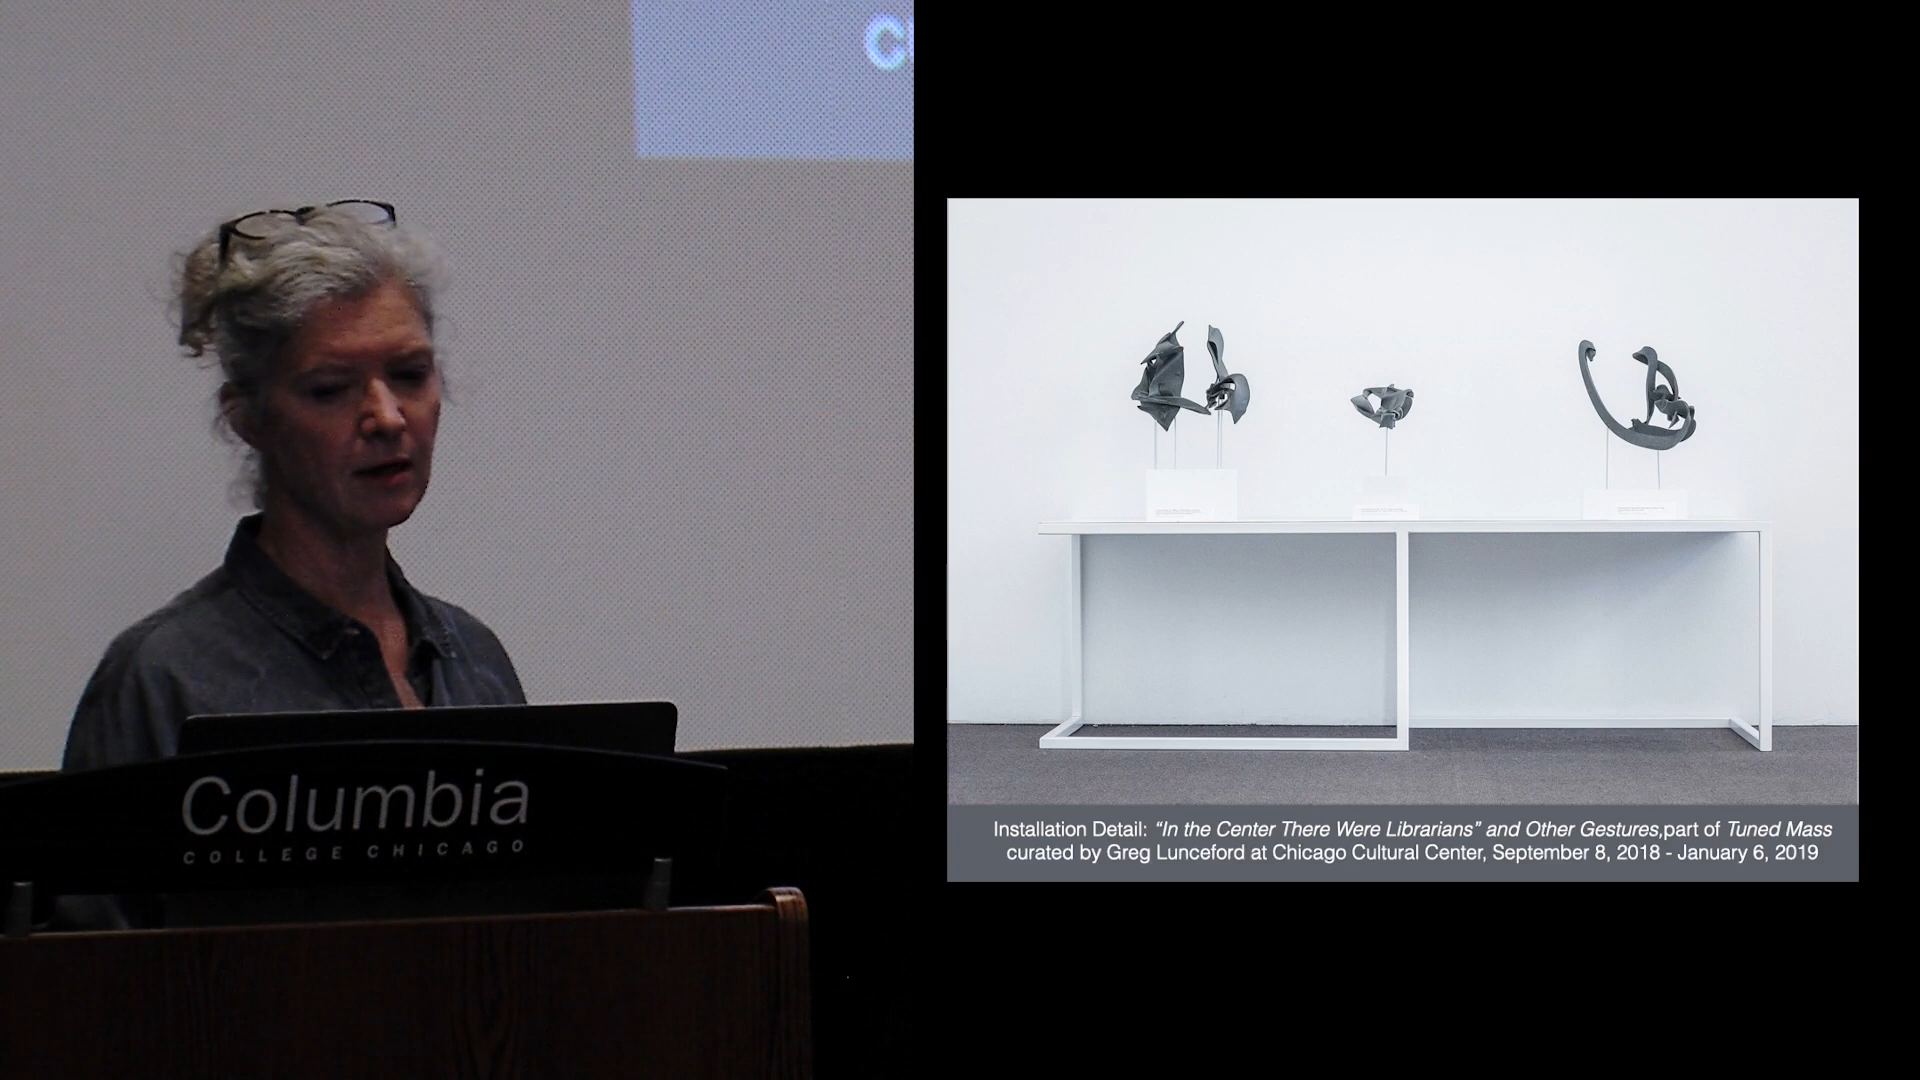 C
Columbia
COLLEGE CHICAGO
Installation Detail: “In the Center There Were Librarians” and Other Gestures,part of Tuned Mass
curated by Greg Lunceford at Chicago Cultural Center, September 8, 2018 - January 6, 2019